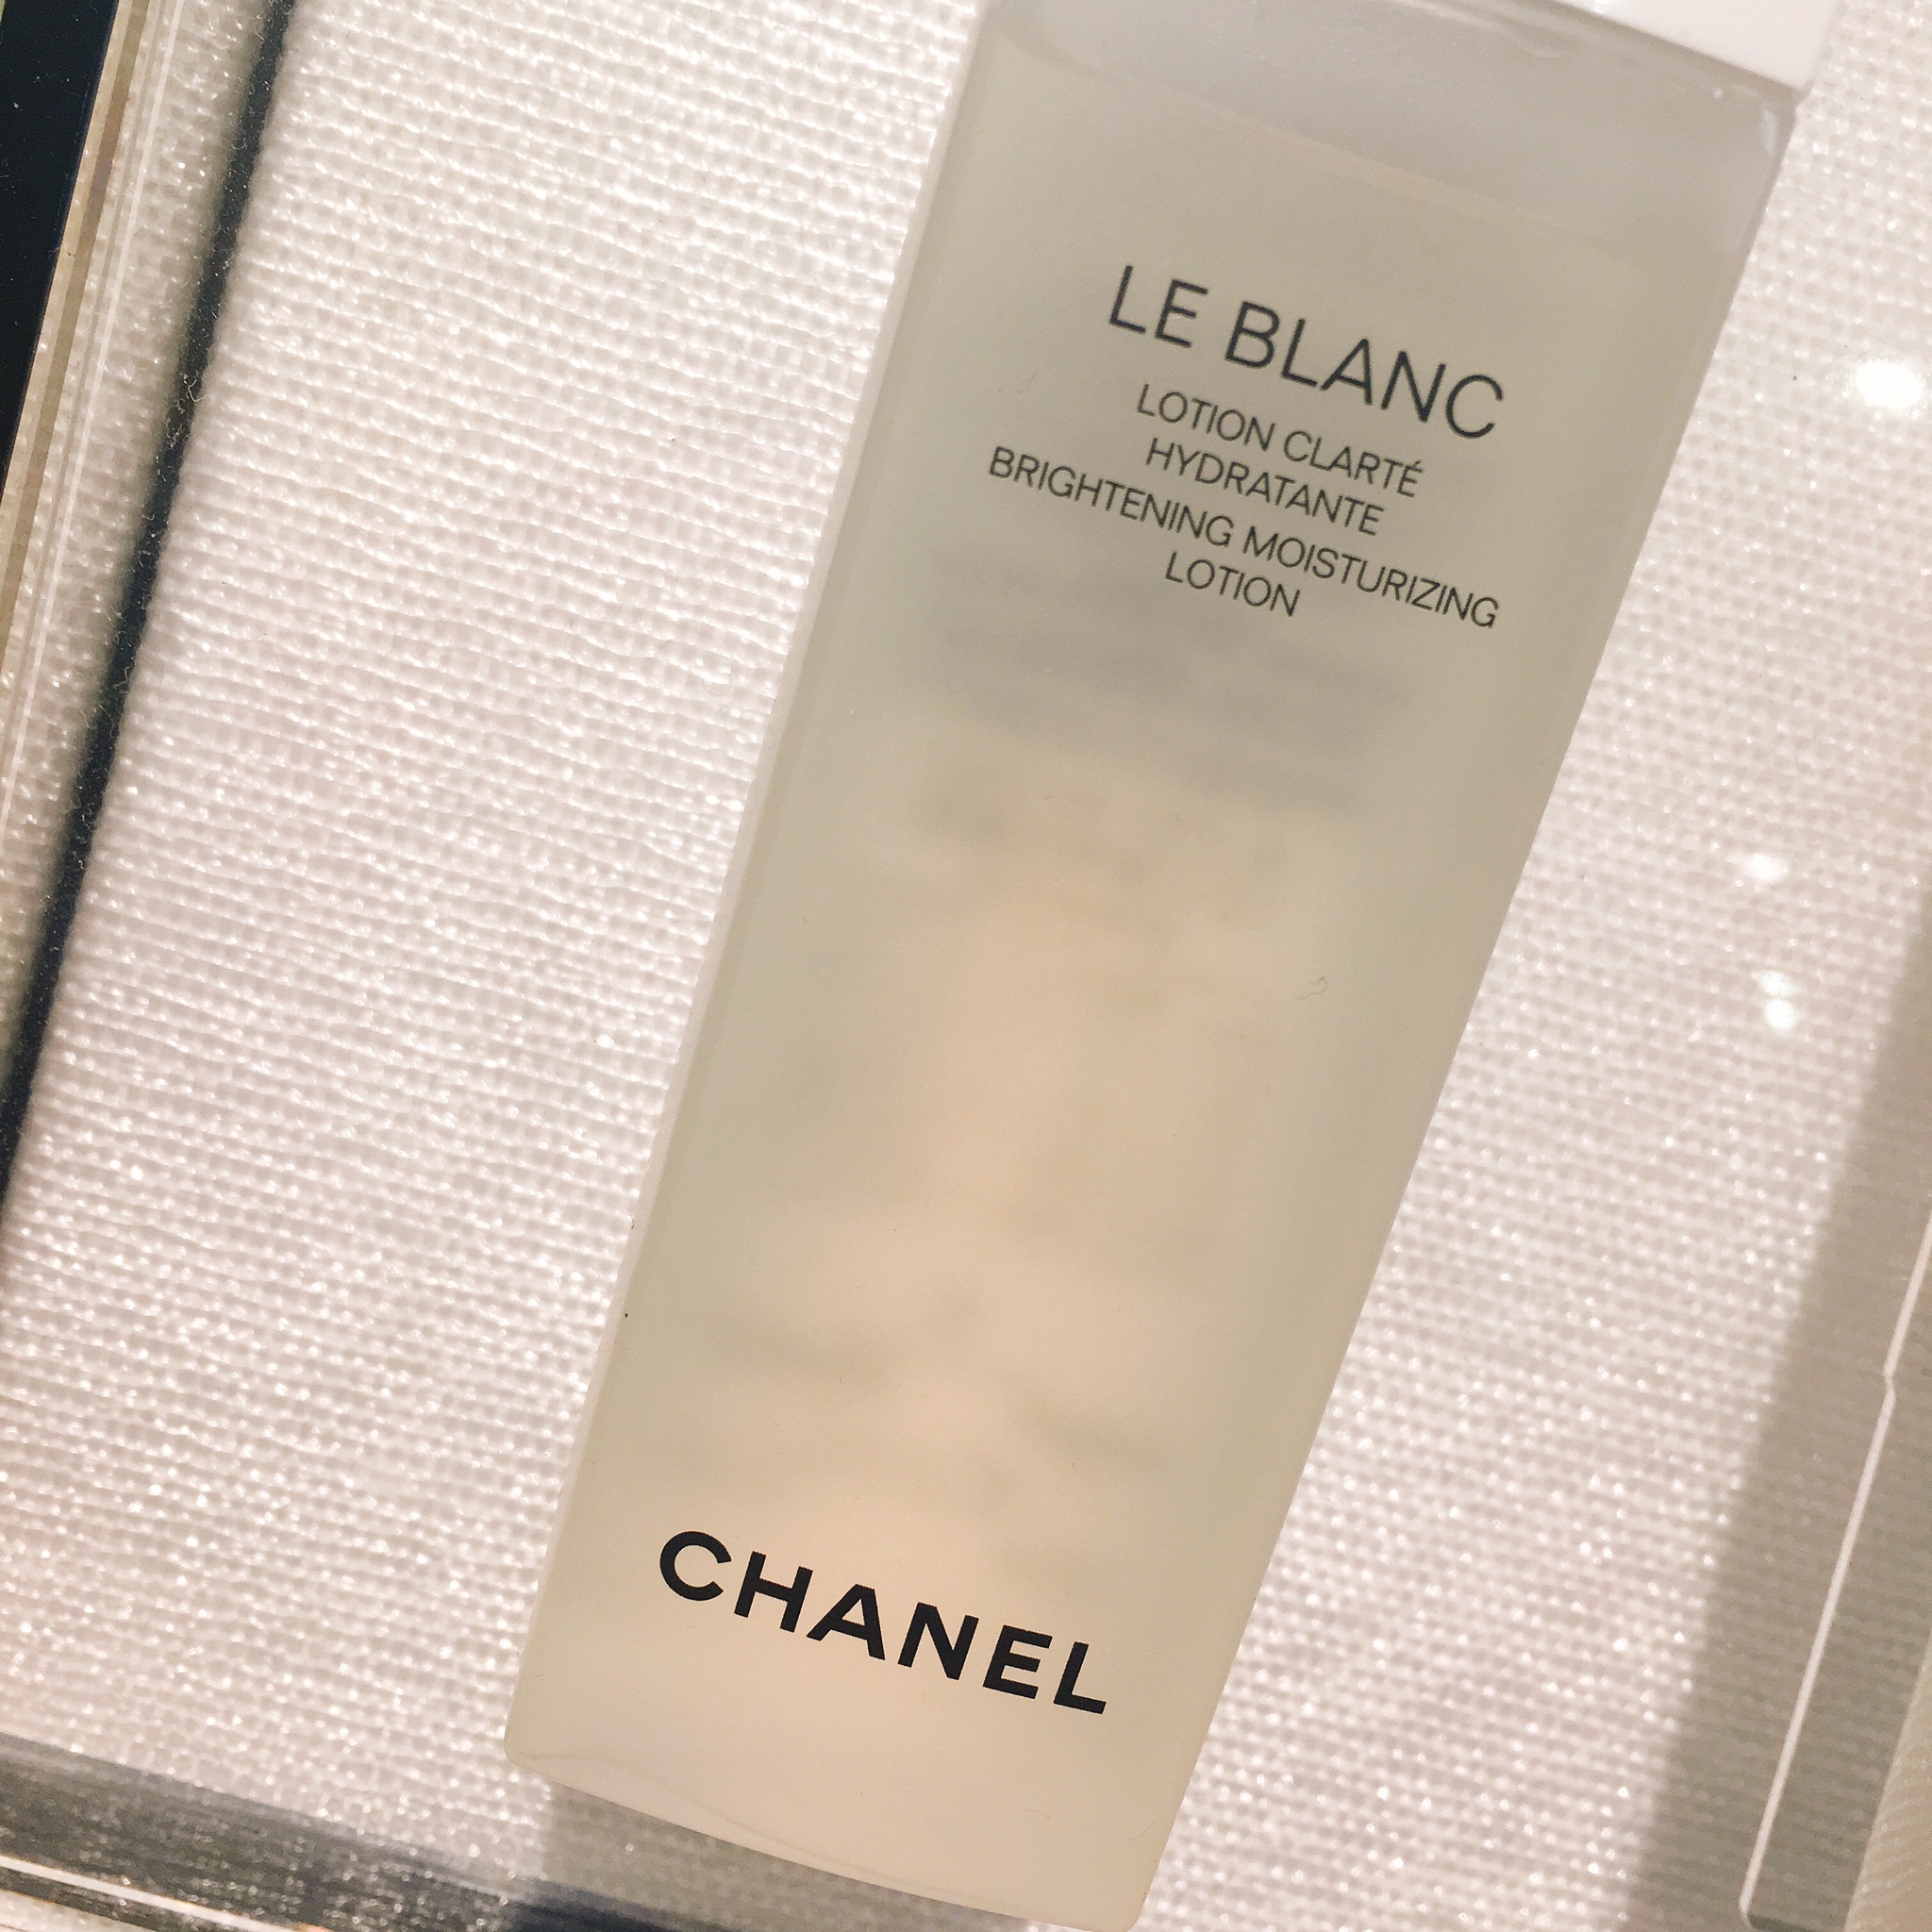 LE BLANC
LOTION CLARTÉ
HYDRATANTE
BRIGHTENING MOISTURIZING
LOTION
CHANEL